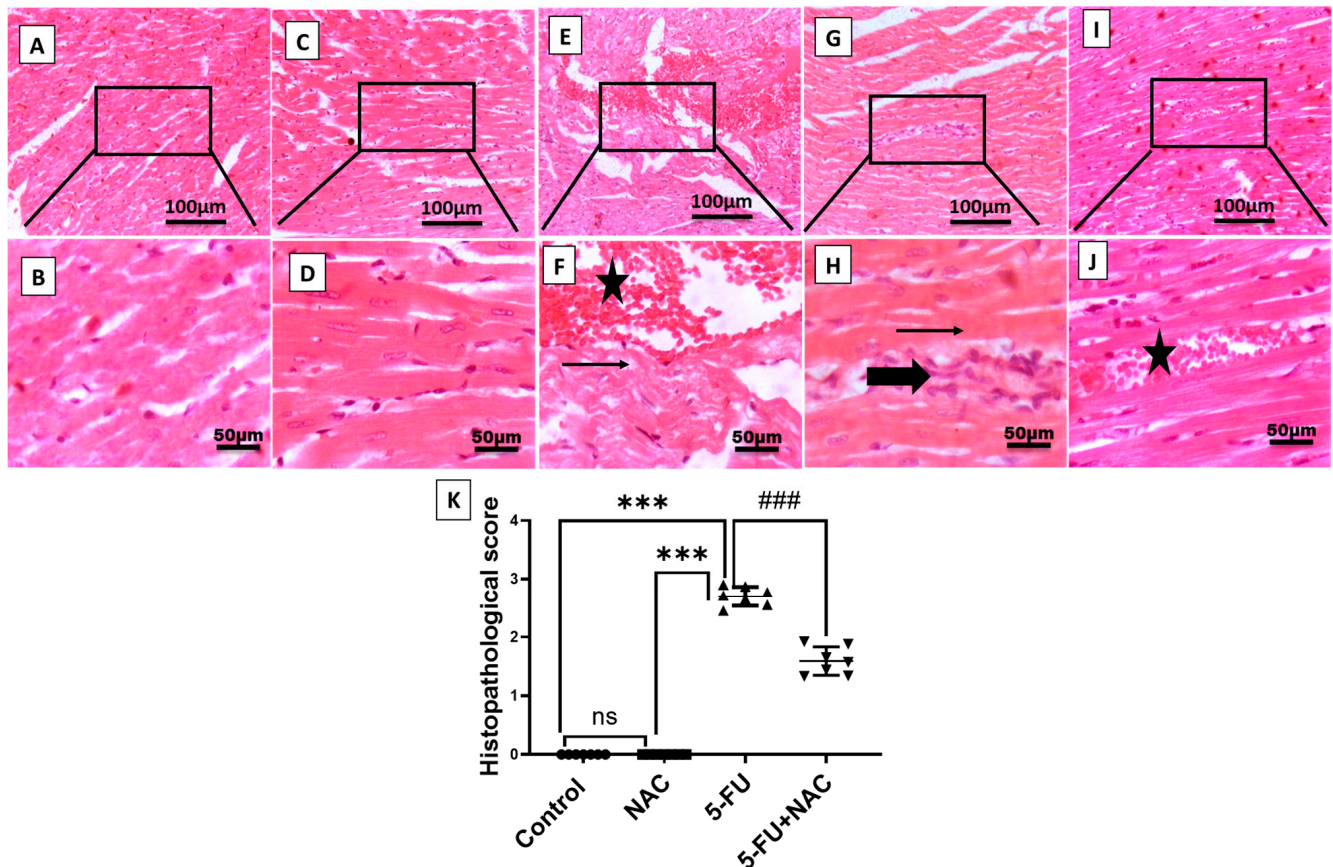 A
C
E
G
I
100μm
100μm
100μm
100μm
100μm
B
D
F
H
J
50μm
50μm
50μm
50μm
50μm
K
Histopathological score
4
3
2
1
0
***
###
***
ns
Control
NAC
5-FU
5-FU+NAC